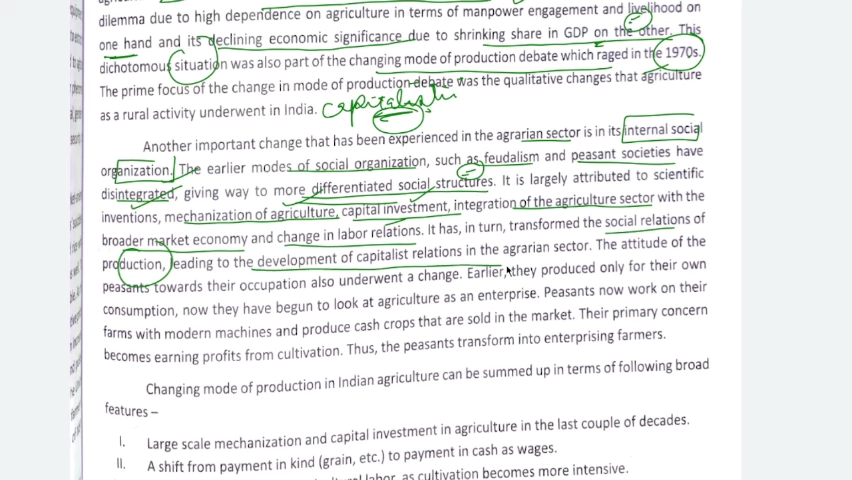 dilemma due to high dependence on agriculture in terms of manpower engagement and livelihood on
one hand and its declining economic significance due to shrinking share in GDP on the other. This
dichotomous situation was also part of the changing mode of production debate which raged in the 1970s.
The prime focus of the change in mode of production debate was the qualitative changes that agriculture
as a rural activity underwent in India.
Another important change that has been experienced in the agrarian sector is in its internal social
organization. The earlier modes of social organization, such as feudalism and peasant societies have
disintegrated, giving way to more differentiated social structures. It is largely attributed to scientific
inventions, mechanization of agriculture, capital investment, integration of the agriculture sector with the
broader market economy and change in labor relations. It has, in turn, transformed the social relations of
production, leading to the development of capitalist relations in the agrarian sector. The attitude of the
peasants towards their occupation also underwent a change. Earlier, they produced only for their own
consumption, now they have begun to look at agriculture as an enterprise. Peasants now work on their
farms with modern machines and produce cash crops that are sold in the market. Their primary concern
becomes earning profits from cultivation. Thus, the peasants transform into enterprising farmers.
Changing mode of production in Indian agriculture can be summed up in terms of following broad
features –
I. Large scale mechanization and capital investment in agriculture in the last couple of decades.
II. A shift from payment in kind (grain, etc.) to payment in cash as wages.
labor, as cultivation becomes more intensive.